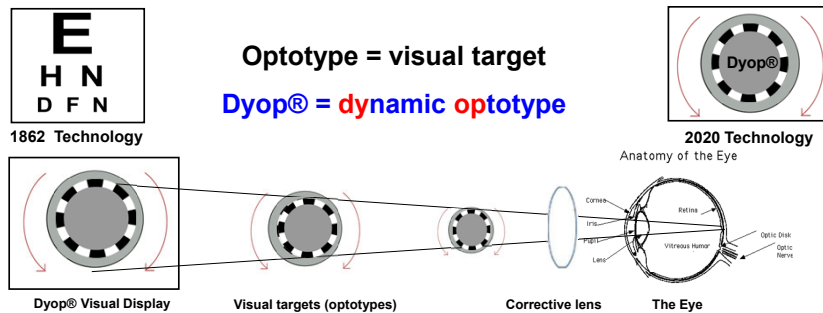 E
H N
D F N
1862 Technology
Optotype = visual target
Dyop® = dynamic optotype
Dyop®
2020 Technology
Anatomy of the Eye
Cornea
Iris
Pupil
Lens
Retina
Vitreous Humor
Optic Disk
Optic
Nerve
Dyop® Visual Display
Visual targets (optotypes)
Corrective lens
The Eye